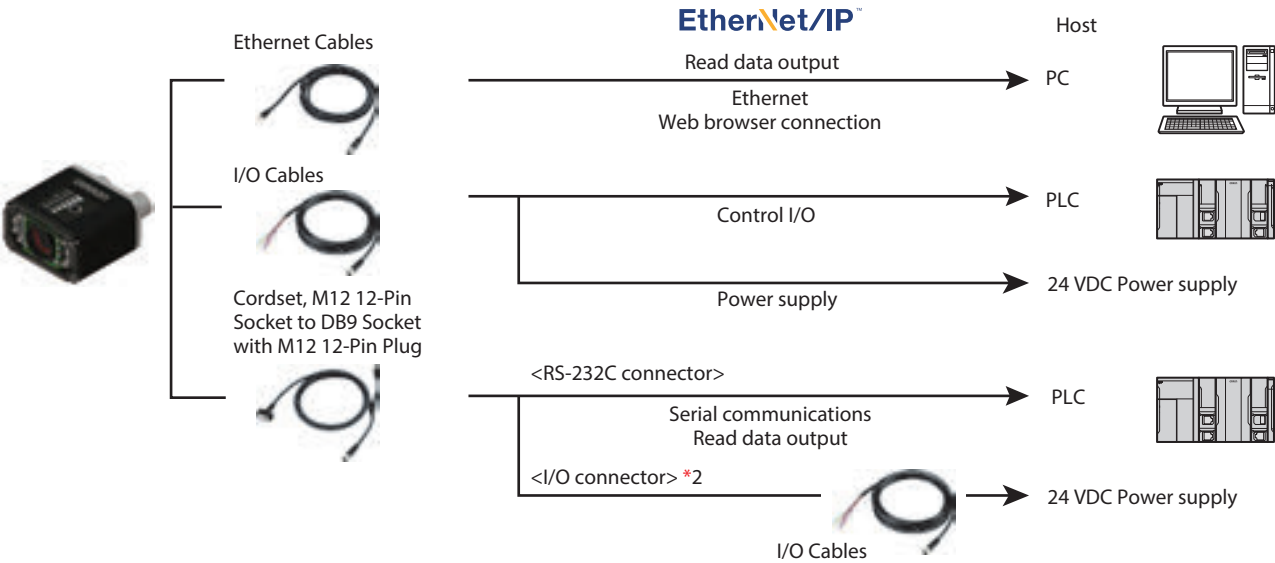 EtherNet/IP™
Host
Ethernet Cables
Read data output
PC
Ethernet
Web browser connection
I/O Cables
PLC
Control I/O
24 VDC Power supply
Power supply
Cordset, M12 12-Pin
Socket to DB9 Socket
with M12 12-Pin Plug
<RS-232C connector>
PLC
Serial communications
Read data output
<I/O connector> *2
24 VDC Power supply
I/O Cables